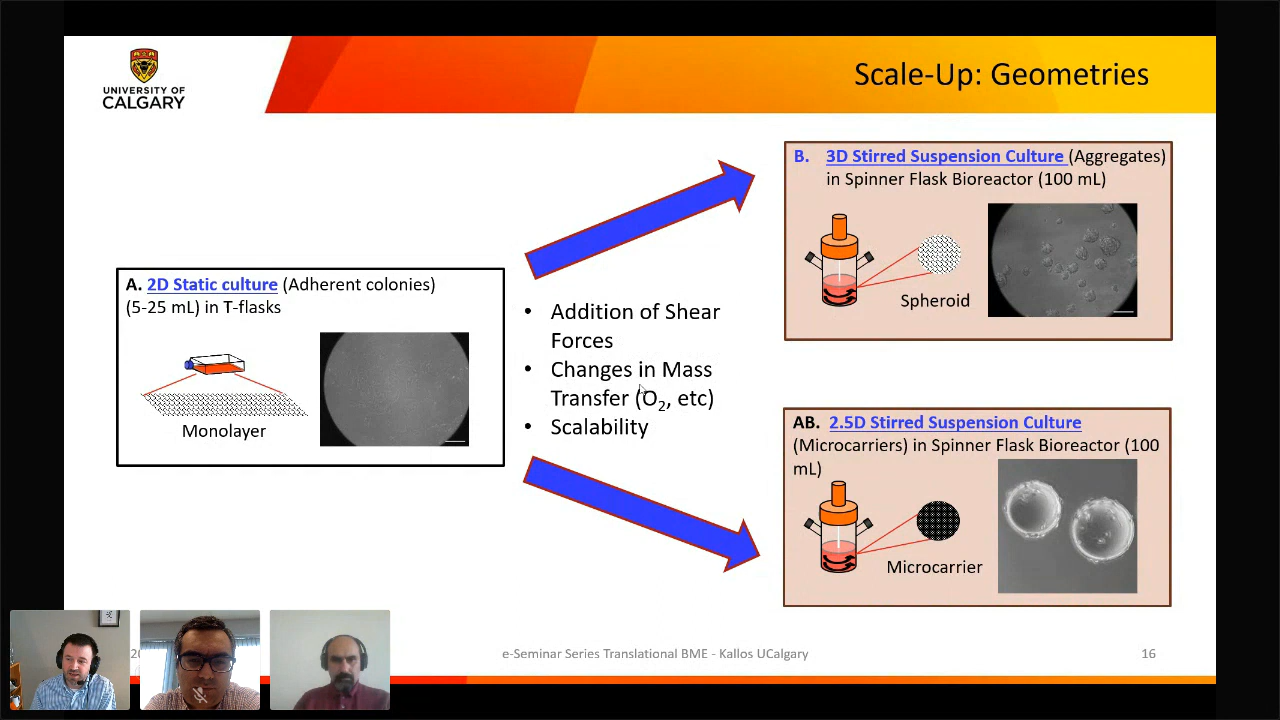 UNIVERSITY OF
CALGARY
Scale-Up: Geometries
A. 2D Static culture (Adherent colonies)
(5-25 mL) in T-flasks
Monolayer
• Addition of Shear
Forces
• Changes in Mass
Transfer (O2, etc)
• Scalability
B. 3D Stirred Suspension Culture (Aggregates)
in Spinner Flask Bioreactor (100 mL)
Spheroid
AB. 2.5D Stirred Suspension Culture
(Microcarriers) in Spinner Flask Bioreactor (100
mL)
Microcarrier
e-Seminar Series Translational BME - Kallos UCalgary
16